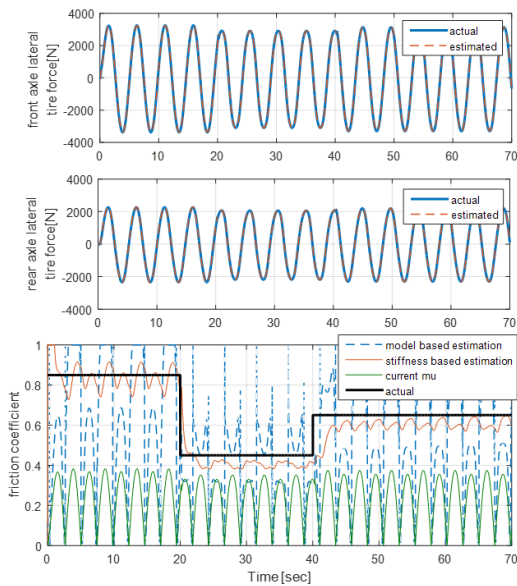 4000
2000
0
-2000
-4000
front axle lateral
tire force[N]
actual
estimated
0 10 20 30 40 50 60 70
4000
2000
0
-2000
-4000
rear axle lateral
tire force[N]
actual
estimated
0 10 20 30 40 50 60 70
1
0.8
0.6
0.4
0.2
0
friction coefficient
model based estimation
stiffness based estimation
current mu
actual
0 10 20 30 40 50 60 70
Time [sec]